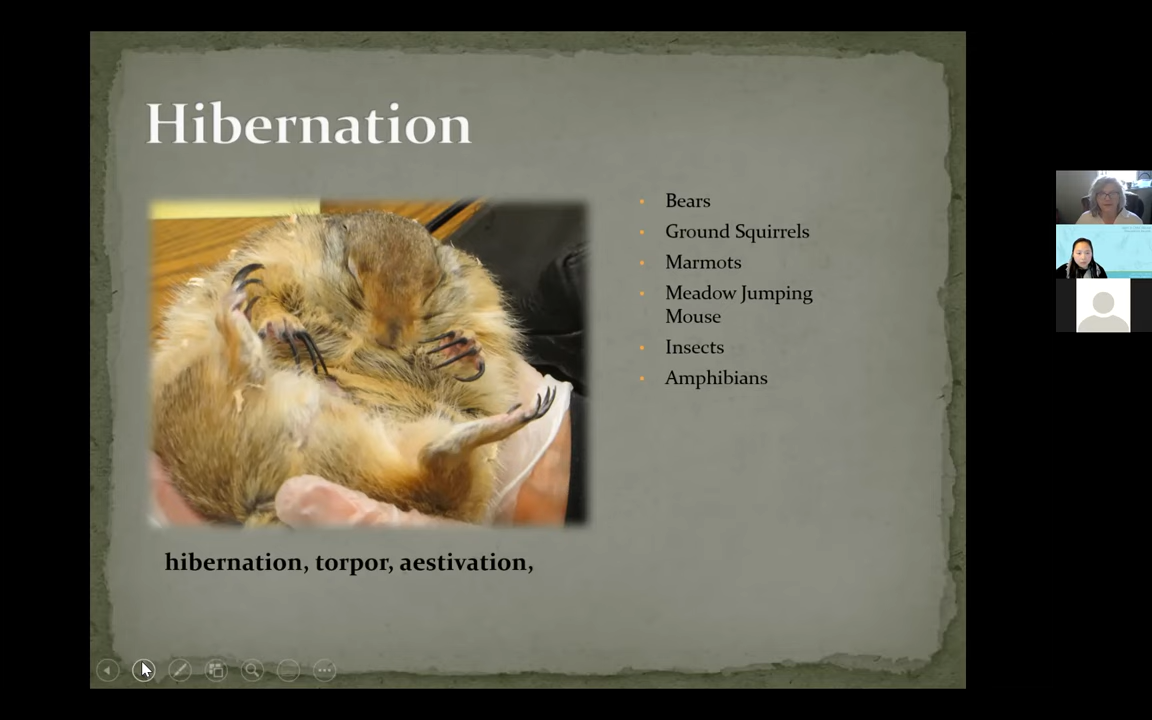 Hibernation
Bears
Ground Squirrels
Marmots
Meadow Jumping
Mouse
Insects
Amphibians
hibernation, torpor, aestivation,